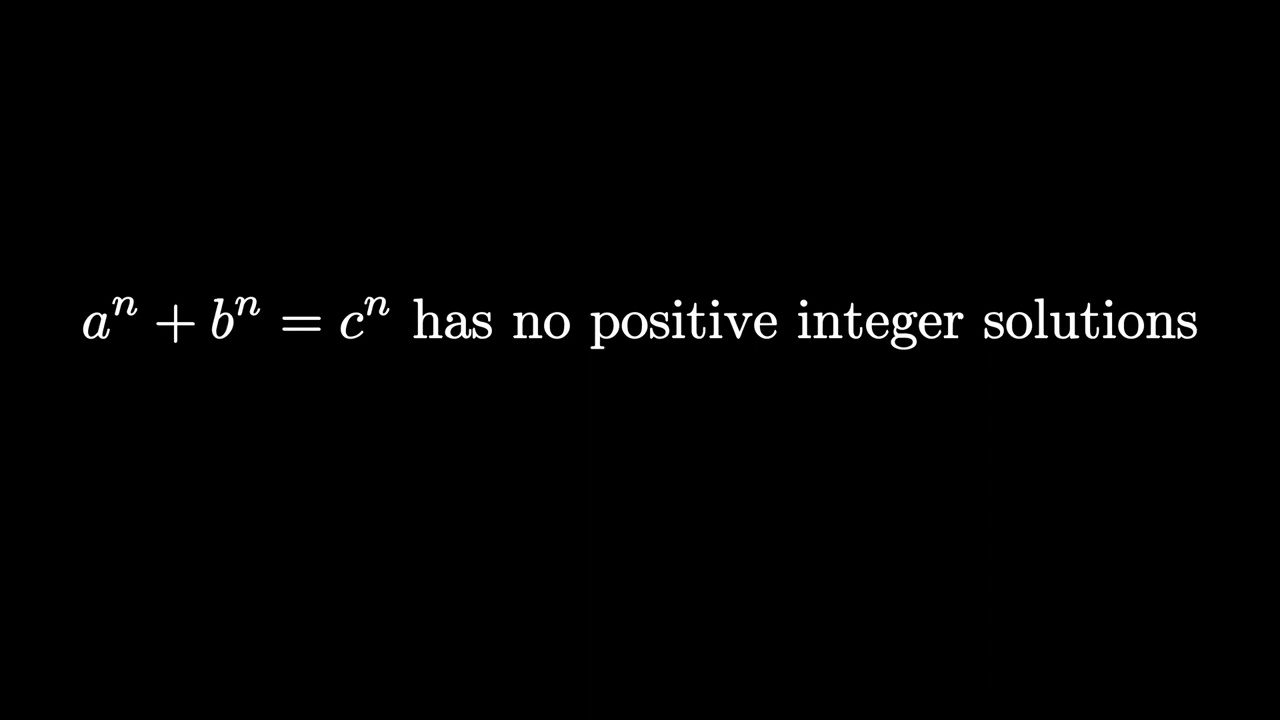 aⁿ + bⁿ = cⁿ has no positive integer solutions